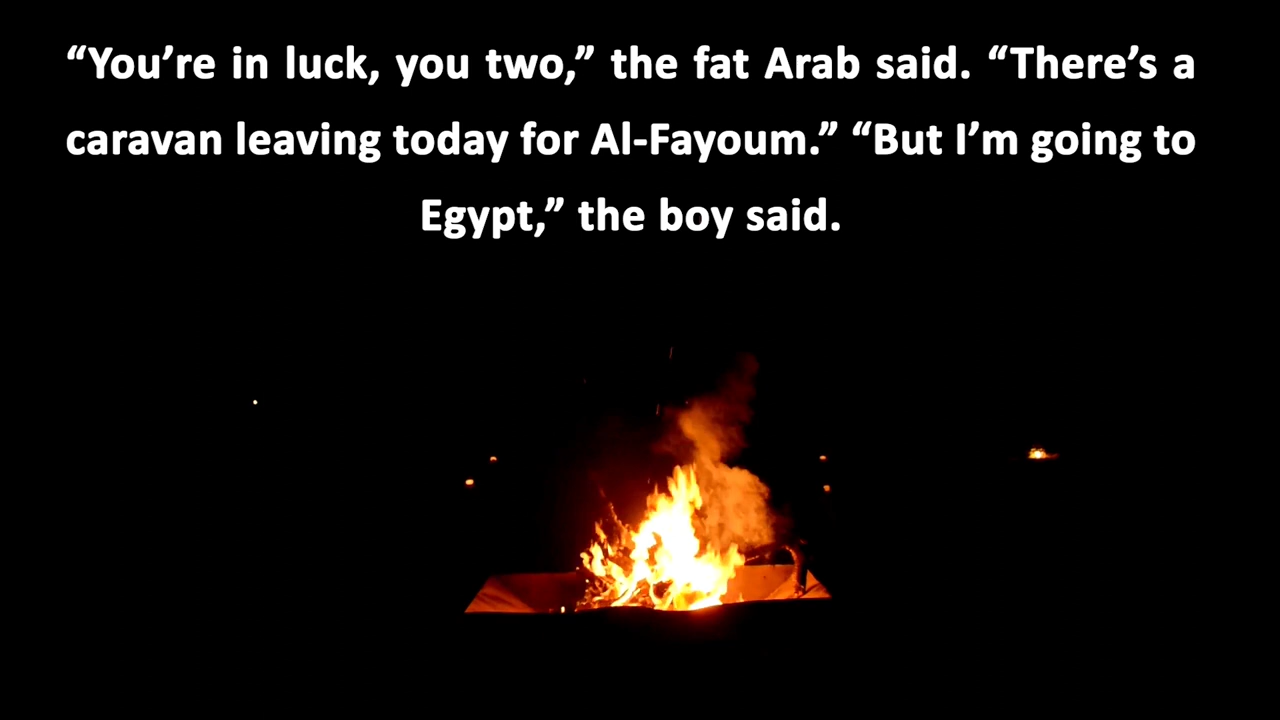 “You’re in luck, you two,” the fat Arab said. “There’s a
caravan leaving today for Al-Fayoum.” “But I’m going to
Egypt,” the boy said.